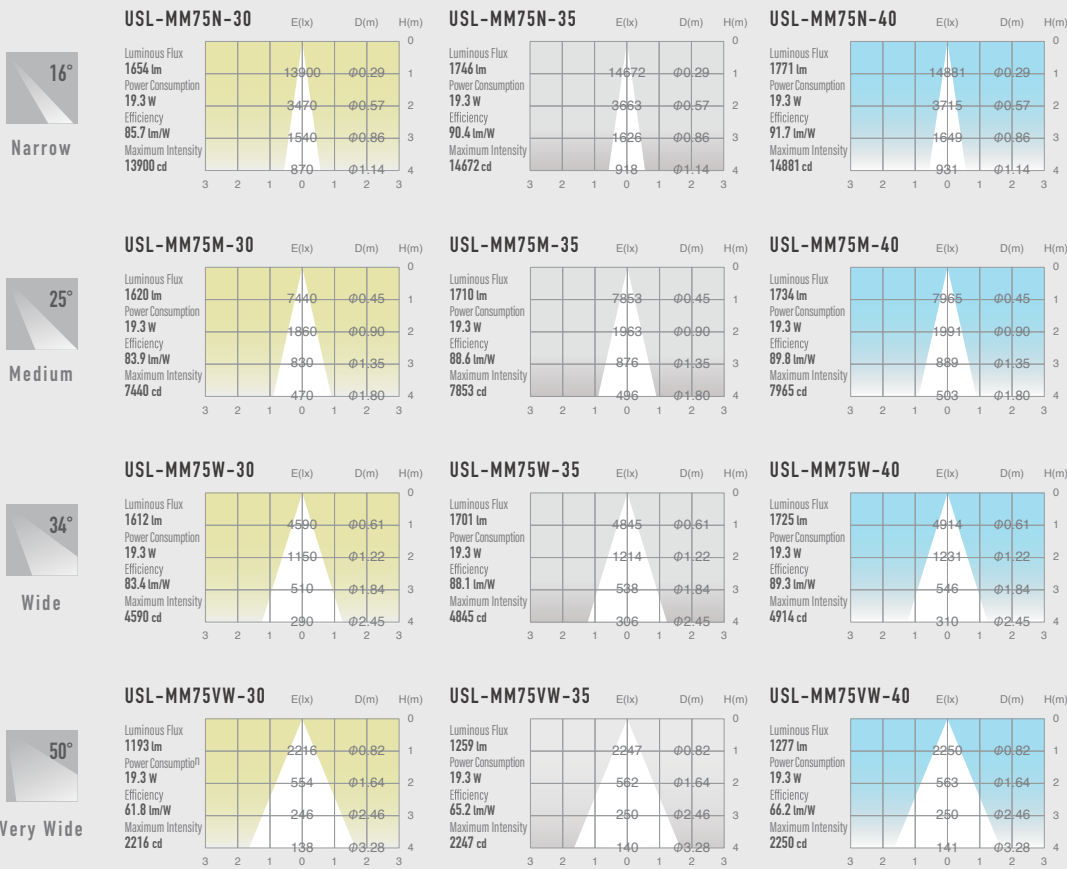 USL-MM75N-30 E(lx) D(m) H(m)
16°
Narrow
Luminous Flux
1654 lm
Power Consumption
19.3 W
Efficiency
85.7 lm/W
Maximum Intensity
13900 cd
0
13900 Φ0.29 1
3470 Φ0.57 2
1540 Φ0.86 3
870 Φ1.14 4
3 2 1 0 1 2 3
USL-MM75N-35 E(lx) D(m) H(m)
Luminous Flux
1746 lm
Power Consumption
19.3 W
Efficiency
90.4 lm/W
Maximum Intensity
14672 cd
0
14672 Φ0.29 1
3663 Φ0.57 2
1626 Φ0.86 3
918 Φ1.14 4
3 2 1 0 1 2 3
USL-MM75N-40 E(lx) D(m) H(m)
Luminous Flux
1771 lm
Power Consumption
19.3 W
Efficiency
91.7 lm/W
Maximum Intensity
14881 cd
0
14881 Φ0.29 1
3715 Φ0.57 2
1649 Φ0.86 3
931 Φ1.14 4
3 2 1 0 1 2 3
USL-MM75M-30 E(lx) D(m) H(m)
25°
Medium
Luminous Flux
1620 lm
Power Consumption
19.3 W
Efficiency
83.9 lm/W
Maximum Intensity
7440 cd
0
7440 Φ0.45 1
1860 Φ0.90 2
830 Φ1.35 3
470 Φ1.80 4
3 2 1 0 1 2 3
USL-MM75M-35 E(lx) D(m) H(m)
Luminous Flux
1710 lm
Power Consumption
19.3 W
Efficiency
88.6 lm/W
Maximum Intensity
7853 cd
0
7853 Φ0.45 1
1963 Φ0.90 2
876 Φ1.35 3
496 Φ1.80 4
3 2 1 0 1 2 3
USL-MM75M-40 E(lx) D(m) H(m)
Luminous Flux
1734 lm
Power Consumption
19.3 W
Efficiency
89.8 lm/W
Maximum Intensity
7965 cd
0
7965 Φ0.45 1
1991 Φ0.90 2
889 Φ1.35 3
503 Φ1.80 4
3 2 1 0 1 2 3
USL-MM75W-30 E(lx) D(m) H(m)
34°
Wide
Luminous Flux
1612 lm
Power Consumption
19.3 W
Efficiency
83.4 lm/W
Maximum Intensity
4590 cd
0
4590 Φ0.61 1
1150 Φ1.22 2
510 Φ1.84 3
290 Φ2.45 4
3 2 1 0 1 2 3
USL-MM75W-35 E(lx) D(m) H(m)
Luminous Flux
1701 lm
Power Consumption
19.3 W
Efficiency
88.1 lm/W
Maximum Intensity
4845 cd
0
4845 Φ0.61 1
1214 Φ1.22 2
538 Φ1.84 3
306 Φ2.45 4
3 2 1 0 1 2 3
USL-MM75W-40 E(lx) D(m) H(m)
Luminous Flux
1725 lm
Power Consumption
19.3 W
Efficiency
89.3 lm/W
Maximum Intensity
4914 cd
0
4914 Φ0.61 1
1231 Φ1.22 2
546 Φ1.84 3
310 Φ2.45 4
3 2 1 0 1 2 3
USL-MM75VW-30 E(lx) D(m) H(m)
50°
Very Wide
Luminous Flux
1193 lm
Power Consumption
19.3 W
Efficiency
61.8 lm/W
Maximum Intensity
2216 cd
0
2216 Φ0.82 1
554 Φ1.64 2
246 Φ2.46 3
138 Φ3.28 4
3 2 1 0 1 2 3
USL-MM75VW-35 E(lx) D(m) H(m)
Luminous Flux
1259 lm
Power Consumption
19.3 W
Efficiency
65.2 lm/W
Maximum Intensity
2247 cd
0
2247 Φ0.82 1
562 Φ1.64 2
250 Φ2.46 3
140 Φ3.28 4
3 2 1 0 1 2 3
USL-MM75VW-40 E(lx) D(m) H(m)
Luminous Flux
1277 lm
Power Consumption
19.3 W
Efficiency
66.2 lm/W
Maximum Intensity
2250 cd
0
2250 Φ0.82 1
563 Φ1.64 2
250 Φ2.46 3
141 Φ3.28 4
3 2 1 0 1 2 3